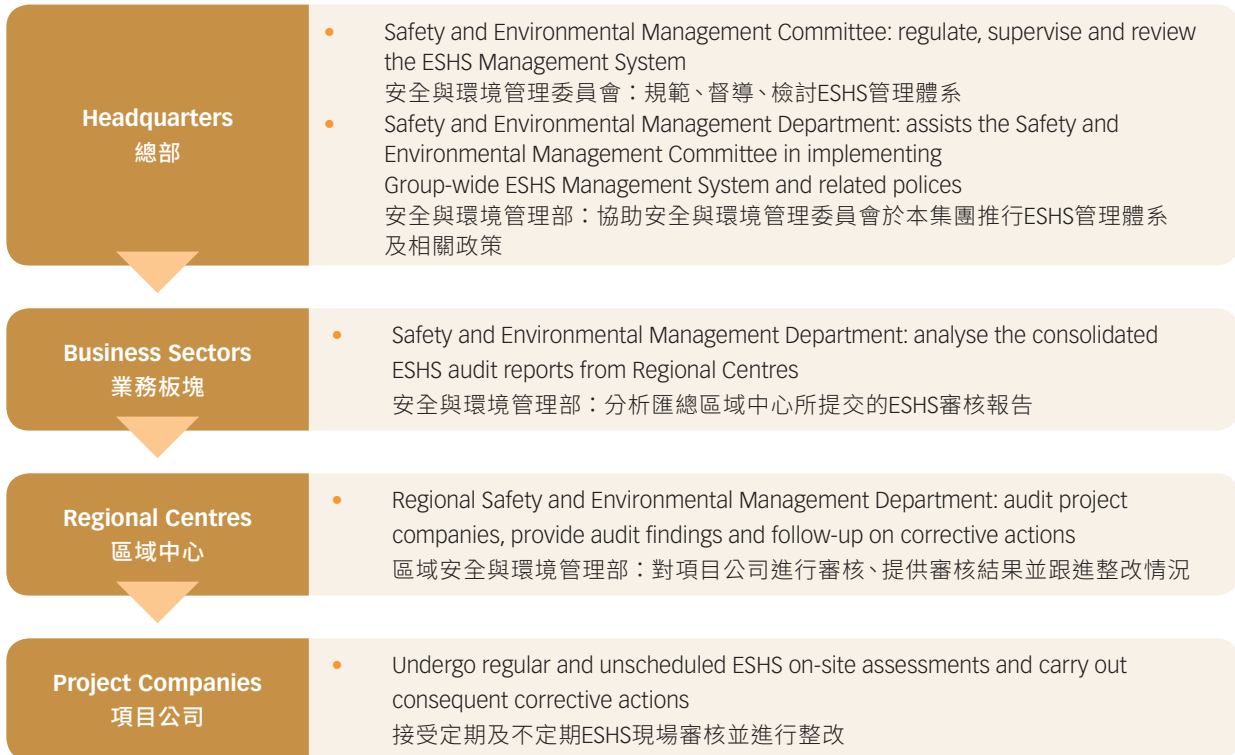 Headquarters
總部
• Safety and Environmental Management Committee: regulate, supervise and review
the ESHS Management System
安全與環境管理委員會：規範、督導、檢討ESHS管理體系
• Safety and Environmental Management Department: assists the Safety and
Environmental Management Committee in implementing
Group-wide ESHS Management System and related polices
安全與環境管理部：協助安全與環境管理委員會於本集團推行ESHS管理體系
及相關政策
Business Sectors
業務板塊
• Safety and Environmental Management Department: analyse the consolidated
ESHS audit reports from Regional Centres
安全與環境管理部：分析匯總區域中心所提交的ESHS審核報告
Regional Centres
區域中心
• Regional Safety and Environmental Management Department: audit project
companies, provide audit findings and follow-up on corrective actions
區域安全與環境管理部：對項目公司進行審核、提供審核結果並跟進整改情況
Project Companies
項目公司
• Undergo regular and unscheduled ESHS on-site assessments and carry out
consequent corrective actions
接受定期及不定期ESHS現場審核並進行整改